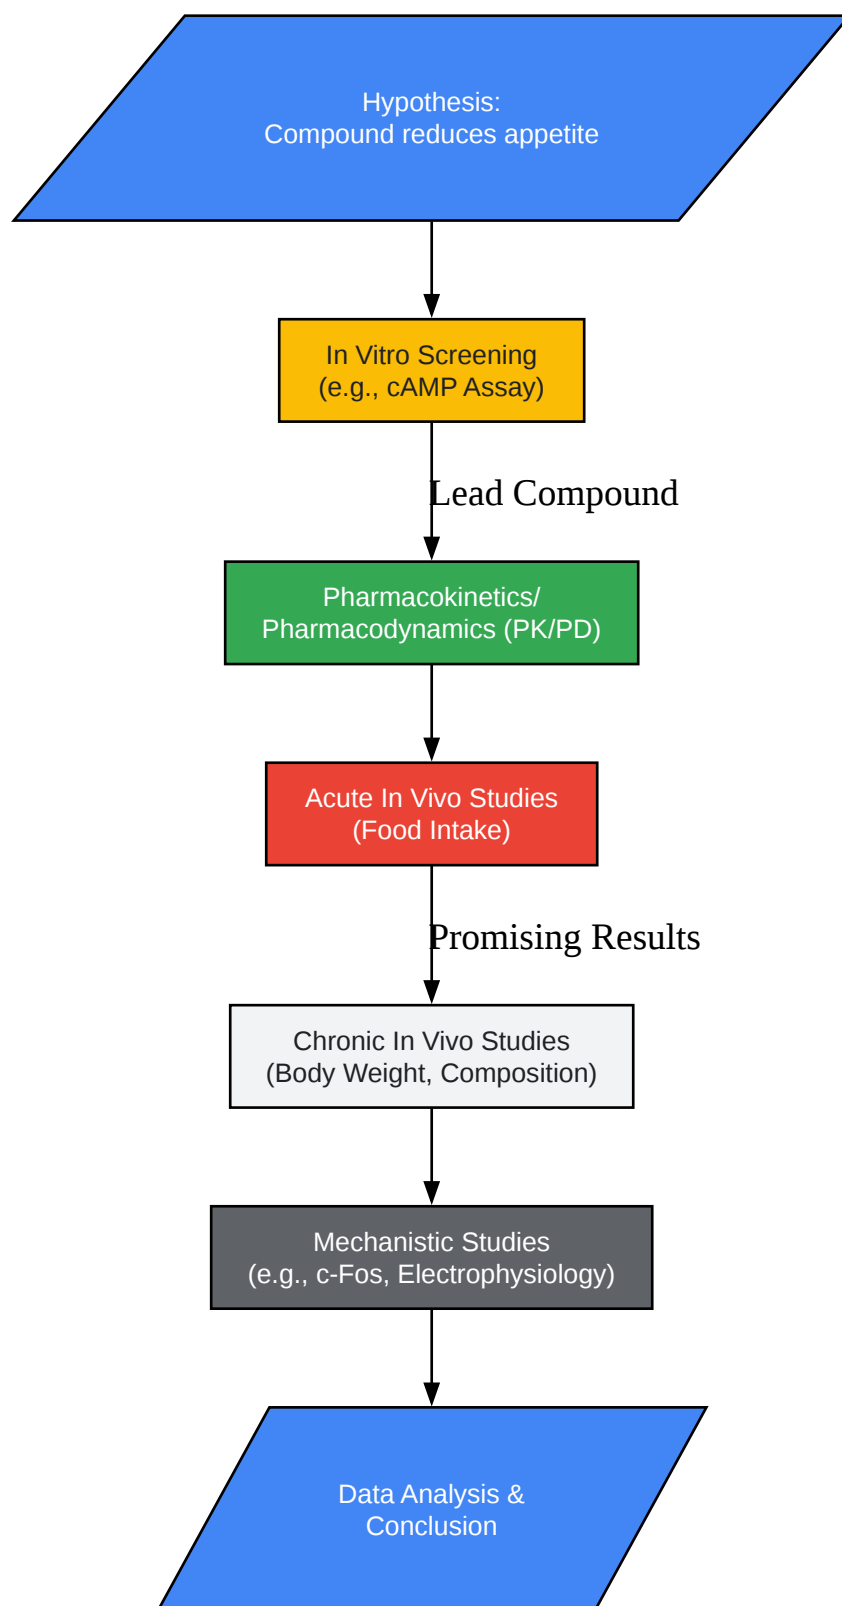 Hypothesis:
Compound reduces appetite
In Vitro Screening
(e.g., cAMP Assay)
Lead Compound
Pharmacokinetics/
Pharmacodynamics (PK/PD)
Acute In Vivo Studies
(Food Intake)
Promising Results
Chronic In Vivo Studies
(Body Weight, Composition)
Mechanistic Studies
(e.g., c-Fos, Electrophysiology)
Data Analysis &
Conclusion